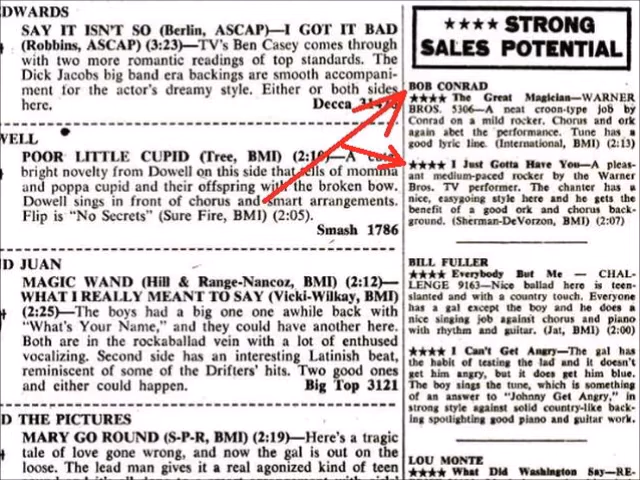 DWARDS
SAY IT ISN'T SO (Berlin, ASCAP)—I GOT IT BAD
(Robbins, ASCAP) (3:23)—TV's Ben Casey comes through
with two more romantic readings of top standards. The
Dick Jacobs big band era backings are smooth accompani-
ment for the actor's dreamy style. Either or both sides
here. Decca
WELL
POOR LITTLE CUPID (Tree, BMI) (2:10)—A
bright novelty from Dowell on this side that tells of momma
and poppa cupid and their offspring with the broken bow.
Dowell sings in front of chorus and smart arrangements.
Flip is "No Secrets" (Sure Fire, BMI) (2:05).
Smash 1786
D JUAN
MAGIC WAND (Hill & Range-Nancoz, BMI) (2:12)—
WHAT I REALLY MEANT TO SAY (Vicki-Wilkay, BMI)
(2:25)—The boys had a big one one awhile back with
"What's Your Name," and they could have another here.
Both are in the rockaballad vein with a lot of enthused
vocalizing. Second side has an interesting Latinish beat,
reminiscent of some of the Drifters' hits. Two good ones
and either could happen. Big Top 3121
D THE PICTURES
MARY GO ROUND (S-P-R, BMI) (2:19)—Here's a tragic
tale of love gone wrong, and now the gal is out on the
loose. The lead man gives it a real agonized kind of teen
★★★★ STRONG
SALES POTENTIAL
BOB CONRAD
★★★★ The Great Magician—WARNER
BROS. 5306—A neat croon-type job by
Conrad on a mild rocker. Chorus and ork
again abet the performance. Tune has a
good lyric line. (International, BMI) (2:13)
★★★★ I Just Gotta Have You—A pleas-
ant medium-paced rocker by the Warner
Bros. TV performer. The chanter has a
nice, easygoing style here and he gets the
benefit of a good ork and chorus back-
ground. (Sherman-DeVorzon, BMI) (2:07)
BILL FULLER
★★★★ Everybody But Me — CHAL-
LENGE 9163—Nice ballad here is teen-
slanted and with a country touch. Everyone
has a gal except the boy and he does a
nice singing job against chorus and piano
with rhythm and guitar. (Jat, BMI) (2:00)
★★★★ I Can't Get Angry—The gal has
the habit of testing the lad and it doesn't
get him angry, but it does get him blue.
The boy sings the tune, which is something
of an answer to "Johnny Get Angry," in
strong style against solid country-like back-
ing spotlighting good piano and guitar work.
LOU MONTE
★★★★ What Did Washington Say—RE-